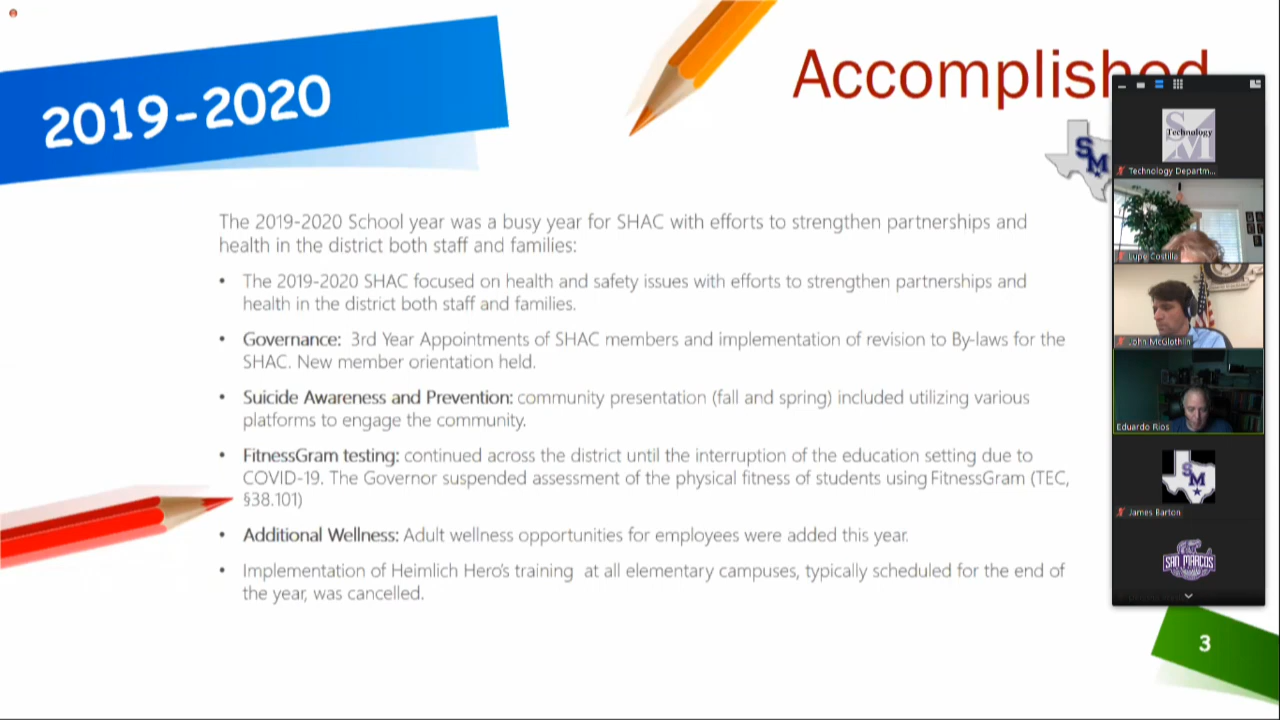 2019-2020
Accomplished
SM
The 2019-2020 School year was a busy year for SHAC with efforts to strengthen partnerships and
health in the district both staff and families:
• The 2019-2020 SHAC focused on health and safety issues with efforts to strengthen partnerships and
health in the district both staff and families.
• Governance: 3rd Year Appointments of SHAC members and implementation of revision to By-laws for the
SHAC. New member orientation held.
• Suicide Awareness and Prevention: community presentation (fall and spring) included utilizing various
platforms to engage the community.
• FitnessGram testing: continued across the district until the interruption of the education setting due to
COVID-19. The Governor suspended assessment of the physical fitness of students using FitnessGram (TEC,
§38.101)
• Additional Wellness: Adult wellness opportunities for employees were added this year.
• Implementation of Heimlich Hero's training at all elementary campuses, typically scheduled for the end of
the year, was cancelled.
3
SM
Technology
Technology Departm...
Lupe Costilla
John McGlothlin
Eduardo Rios
SM
James Barton
SAN MARCOS